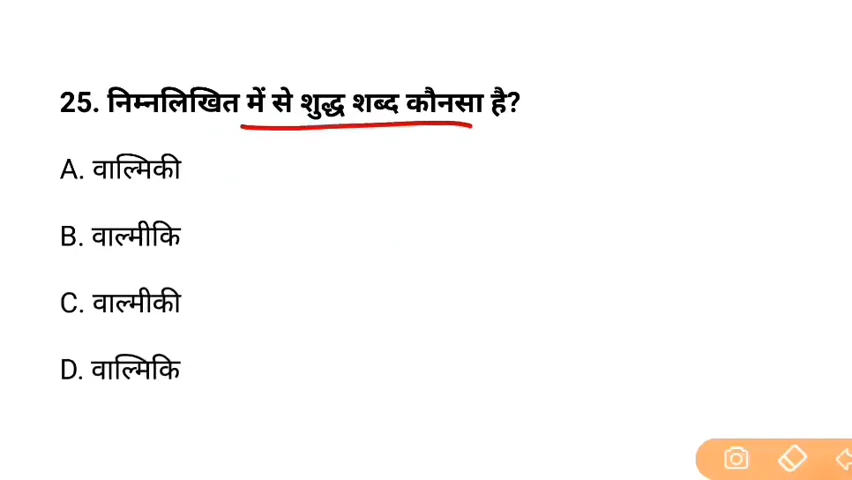 25. निम्नलिखित में से शुद्ध शब्द कौनसा है?
A. वाल्मिकी
B. वाल्मीकि
C. वाल्मीकी
D. वाल्मिकि